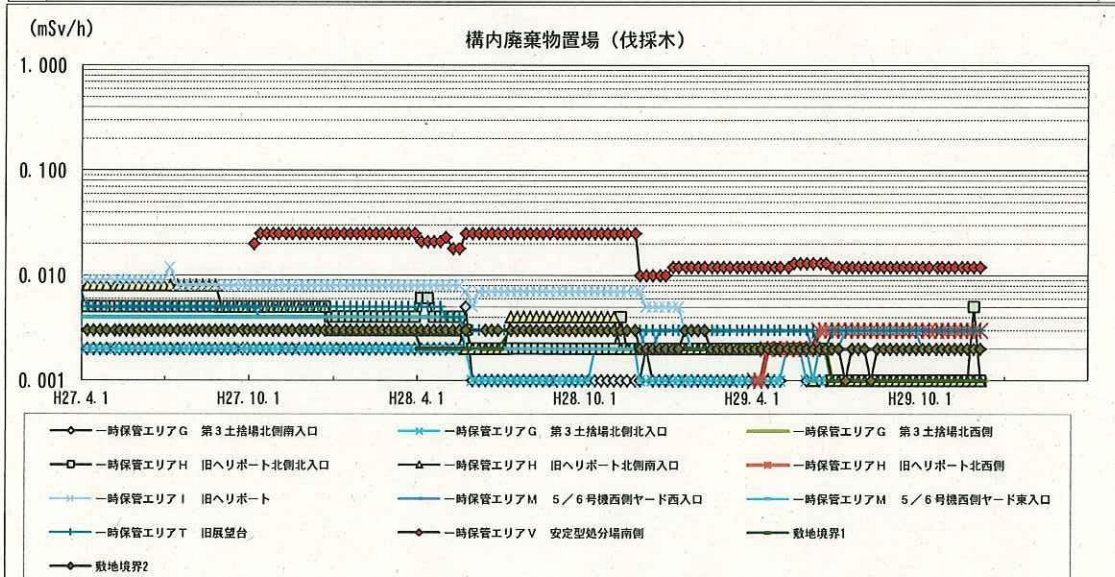 (mSv/h)
構内廃棄物置場（伐採木）
1.000
0.100
0.010
0.001
H27.4.1 H27.10.1 H28.4.1 H28.10.1 H29.4.1 H29.10.1
一時保管エリアG 第3土捨場北側南入口 一時保管エリアG 第3土捨場北側北入口 一時保管エリアG 第3土捨場北西側
一時保管エリアH 旧ヘリポート北側北入口 一時保管エリアH 旧ヘリポート北側南入口 一時保管エリアH 旧ヘリポート北西側
一時保管エリアI 旧ヘリポート 一時保管エリアM 5／6号機西側ヤード西入口 一時保管エリアM 5／6号機西側ヤード東入口
一時保管エリアT 旧展望台 一時保管エリアV 安定型処分場南側 敷地境界1
敷地境界2